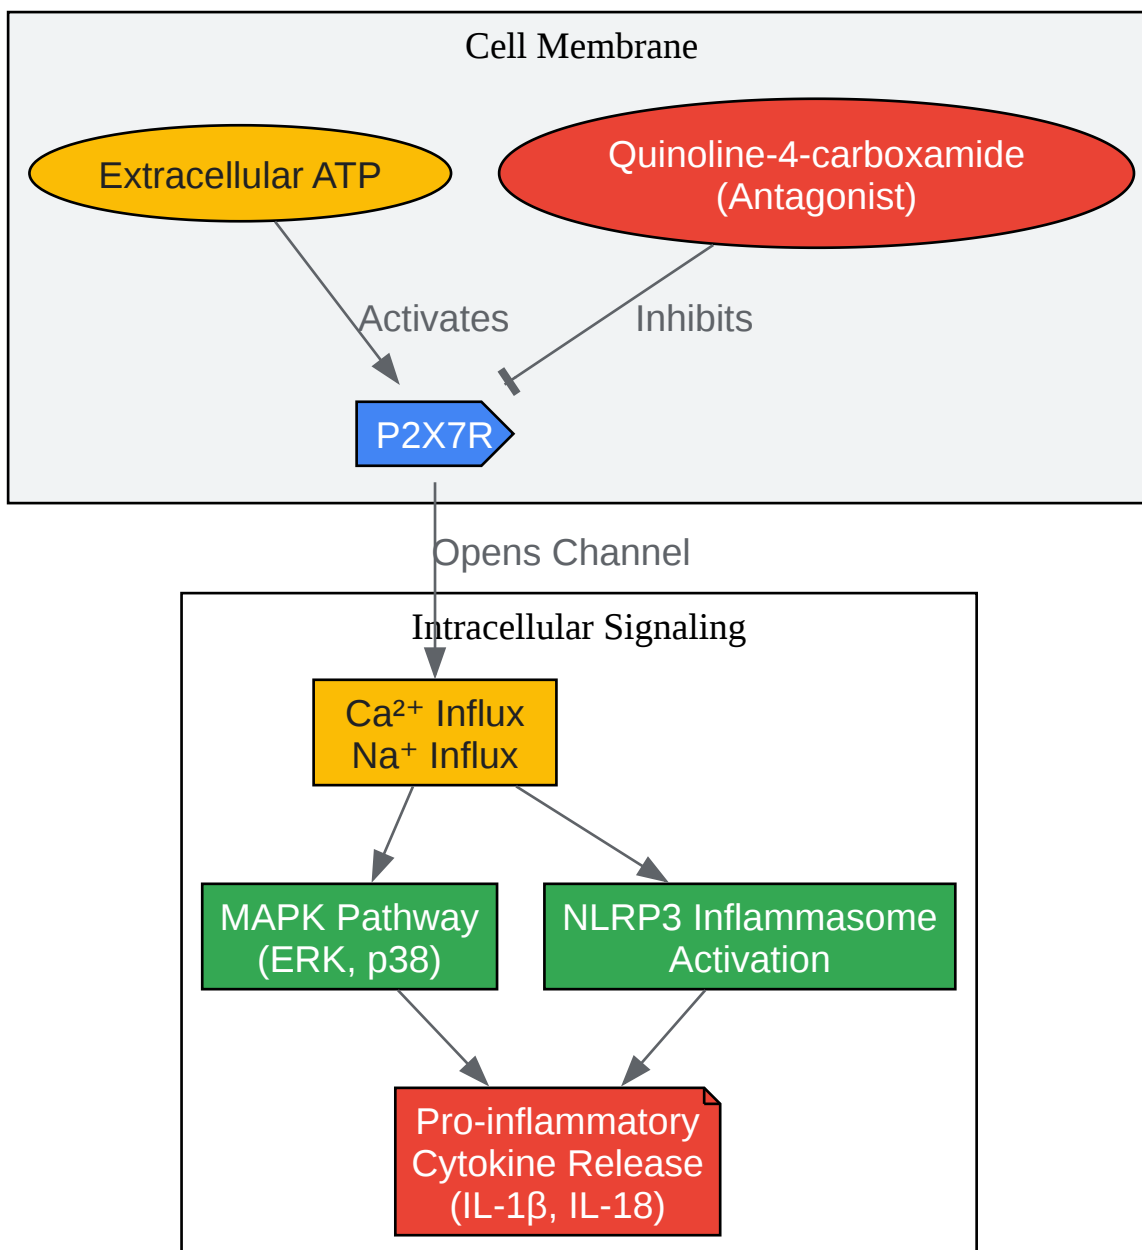 Cell Membrane
Extracellular ATP
Quinoline-4-carboxamide
(Antagonist)
Activates
Inhibits
P2X7R
Opens Channel
Intracellular Signaling
Ca²⁺ Influx
Na⁺ Influx
MAPK Pathway
(ERK, p38)
NLRP3 Inflammasome
Activation
Pro-inflammatory
Cytokine Release
(IL-1β, IL-18)